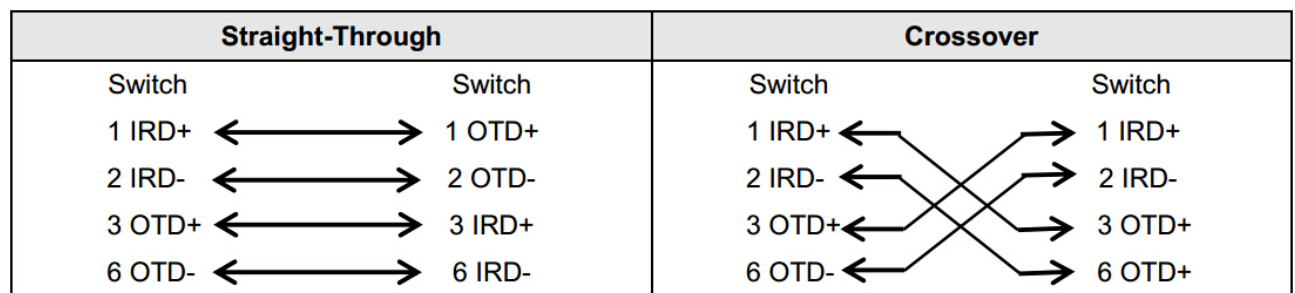 Straight-Through Crossover
Switch Switch Switch Switch
1 IRD+ 1 OTD+ 1 IRD+ 1 IRD+
2 IRD- 2 OTD- 2 IRD- 2 IRD-
3 OTD+ 3 IRD+ 3 OTD+ 3 OTD+
6 OTD- 6 IRD- 6 OTD- 6 OTD+